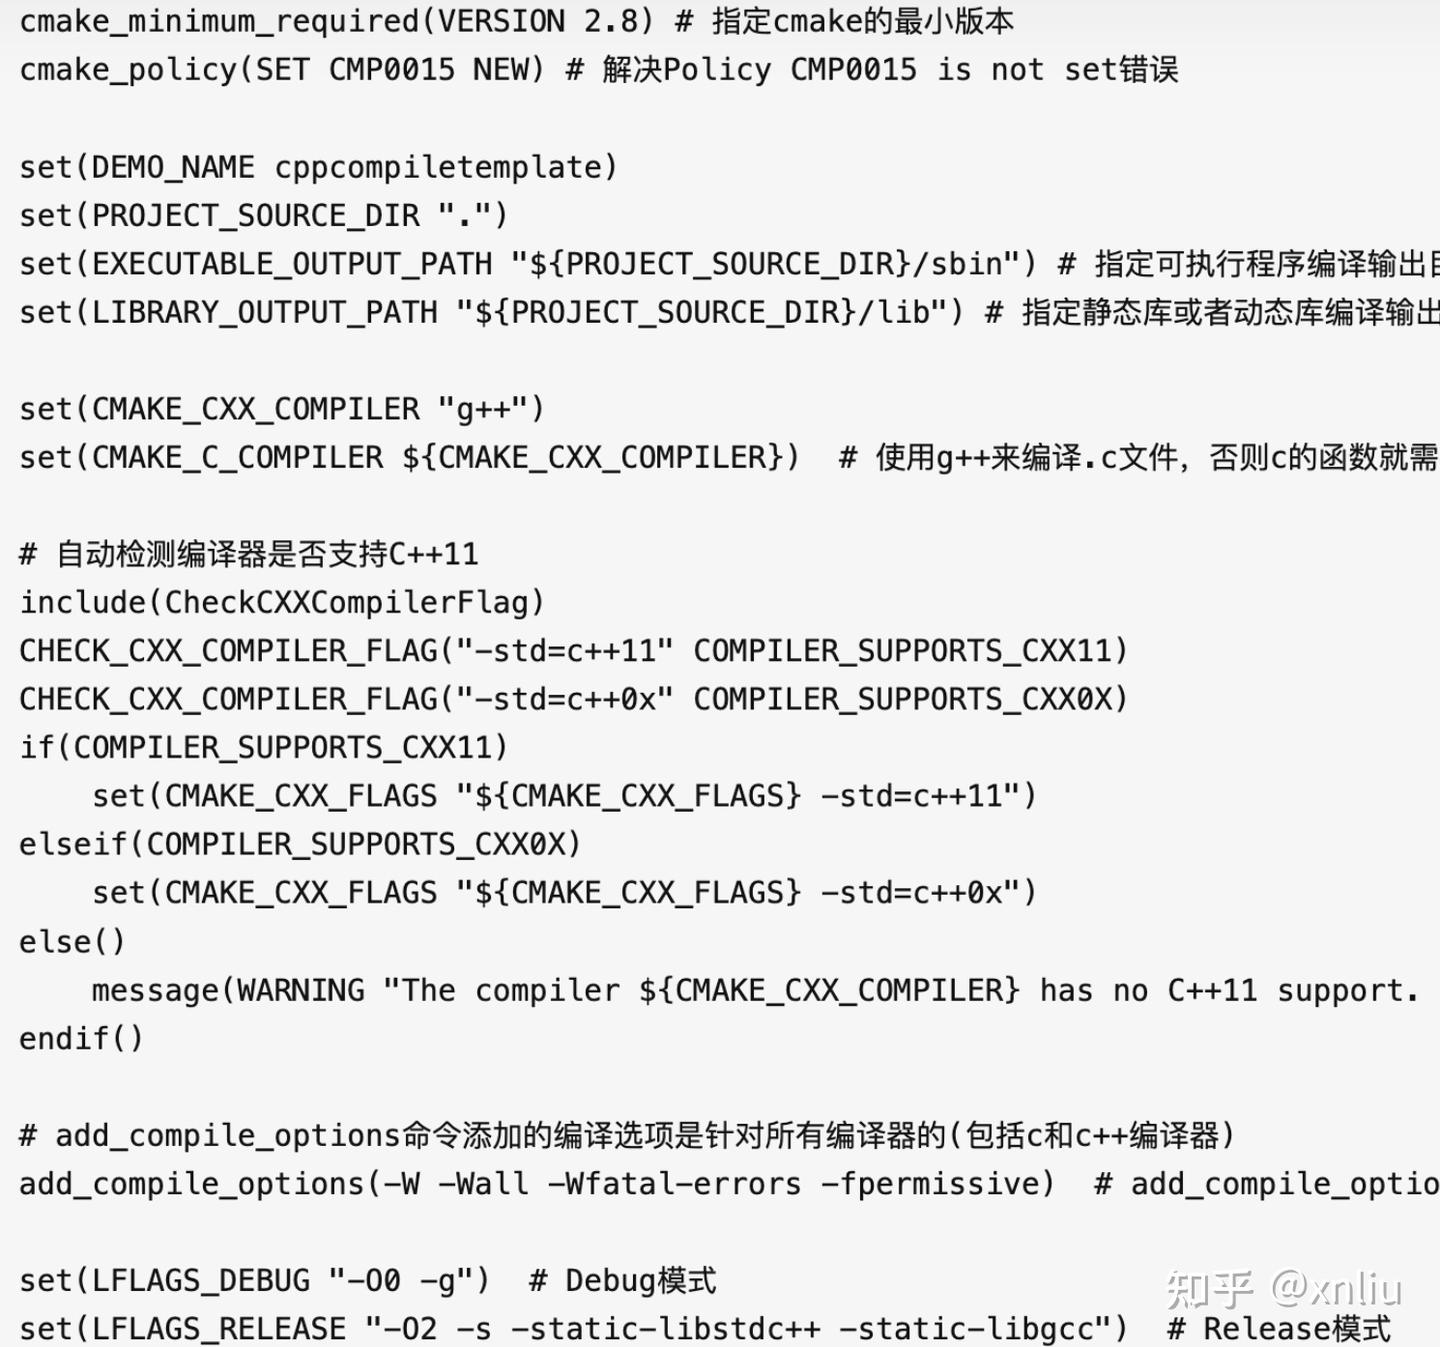 cmake_minimum_required(VERSION 2.8) # 指定cmake的最小版本
cmake_policy(SET CMP0015 NEW) # 解决Policy CMP0015 is not set错误
set(DEMO_NAME cppcompiletemplate)
set(PROJECT_SOURCE_DIR ".")
set(EXECUTABLE_OUTPUT_PATH "${PROJECT_SOURCE_DIR}/sbin") # 指定可执行程序编译输出
set(LIBRARY_OUTPUT_PATH "${PROJECT_SOURCE_DIR}/lib") # 指定静态库或者动态库编译输出
set(CMAKE_CXX_COMPILER "g++")
set(CMAKE_C_COMPILER ${CMAKE_CXX_COMPILER})  # 使用g++来编译.c文件，否则c的函数就需
# 自动检测编译器是否支持C++11
include(CheckCXXCompilerFlag)
CHECK_CXX_COMPILER_FLAG("-std=c++11" COMPILER_SUPPORTS_CXX11)
CHECK_CXX_COMPILER_FLAG("-std=c++0x" COMPILER_SUPPORTS_CXX0X)
if(COMPILER_SUPPORTS_CXX11)
    set(CMAKE_CXX_FLAGS "${CMAKE_CXX_FLAGS} -std=c++11")
elseif(COMPILER_SUPPORTS_CXX0X)
    set(CMAKE_CXX_FLAGS "${CMAKE_CXX_FLAGS} -std=c++0x")
else()
    message(WARNING "The compiler ${CMAKE_CXX_COMPILER} has no C++11 support.
endif()
# add_compile_options命令添加的编译选项是针对所有编译器的(包括c和c++编译器)
add_compile_options(-W -Wall -Wfatal-errors -fpermissive)  # add_compile_optio
set(LFLAGS_DEBUG "-O0 -g")  # Debug模式
set(LFLAGS_RELEASE "-O2 -s -static-libstdc++ -static-libgcc")  # Release模式
知乎 @xnliu